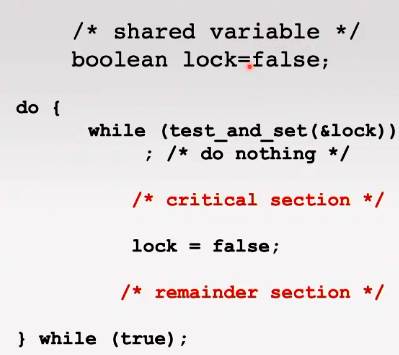 /* shared variable */
boolean lock=false;
do {
while (test_and_set(&lock))
; /* do nothing */
/* critical section */
lock = false;
/* remainder section */
} while (true);